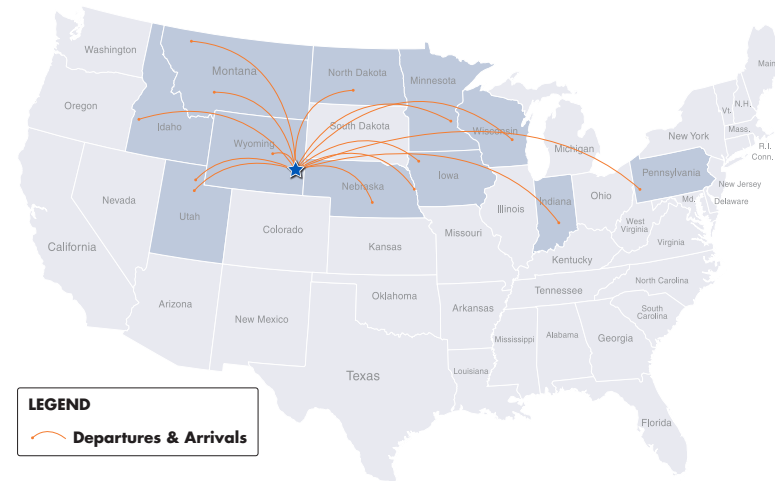 Washington
Montana
North Dakota
Minnesota
Main
Oregon
Idaho
South Dakota
Wisconsin
Vt.
N.H.
Mass.
New York
R.I.
Conn.
Wyoming
Michigan
Pennsylvania
Nebraska
Iowa
New Jersey
Nevada
Utah
Illinois
Indiana
Ohio
Md.
Delaware
California
Colorado
Kansas
Missouri
West
Virginia
Virginia
Kentucky
Arizona
New Mexico
Oklahoma
Arkansas
Tennessee
North Carolina
South
Carolina
Mississippi
Alabama
Georgia
Texas
Louisiana
Florida
LEGEND
Departures & Arrivals